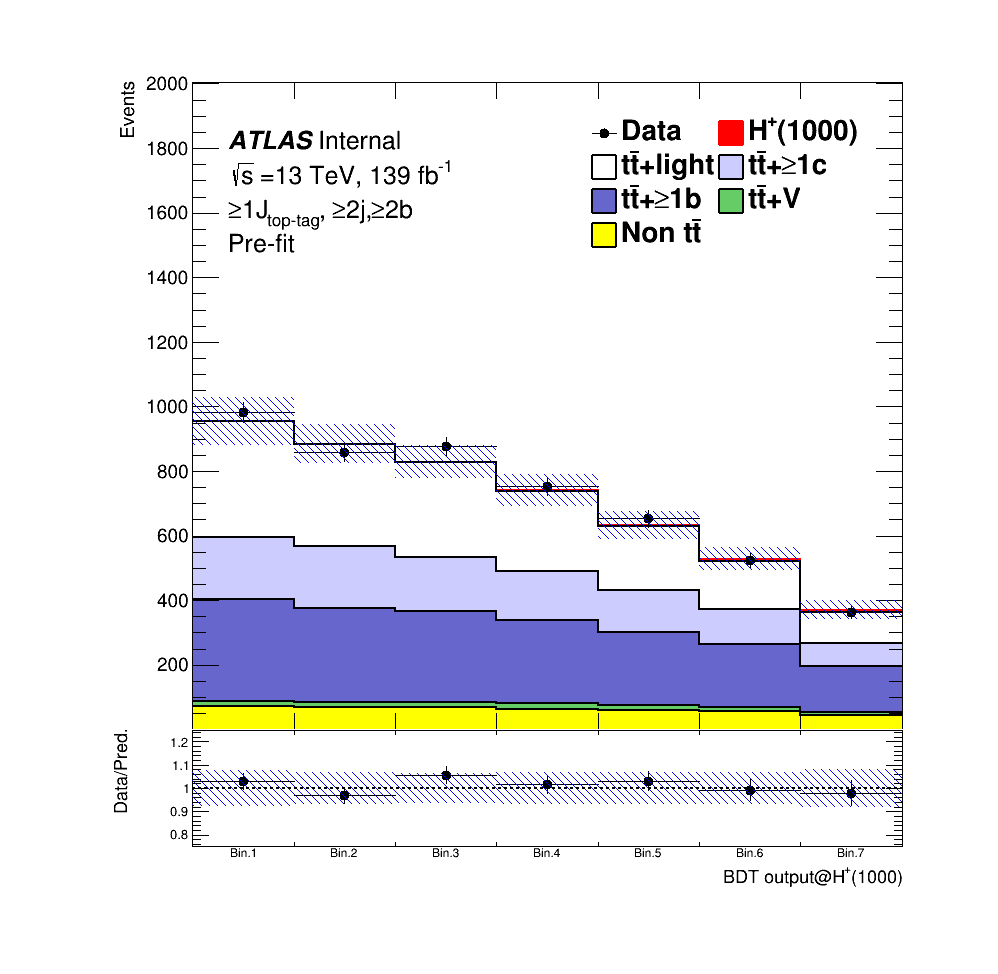 Events
2000
1800
1600
1400
1200
1000
800
600
400
200
ATLAS Internal
√s =13 TeV, 139 fb⁻¹
≥1J_top-tag, ≥2j,≥2b
Pre-fit
Data
H⁺(1000)
tt̄+light
tt̄+≥1c
tt̄+≥1b
tt̄+V
Non tt̄
Data/Pred.
1.2
1.1
1
0.9
0.8
Bin.1 Bin.2 Bin.3 Bin.4 Bin.5 Bin.6 Bin.7
BDT output@H⁺(1000)